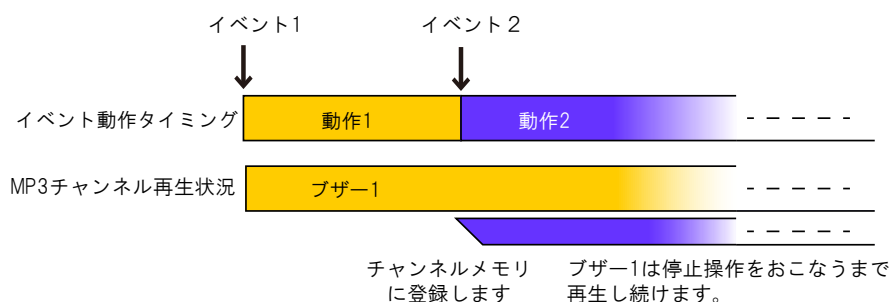 イベント1
イベント2
イベント動作タイミング
動作1
動作2
MP3チャンネル再生状況
ブザー1
チャンネルメモリ
に登録します
ブザー1は停止操作をおこなうまで
再生し続けます。